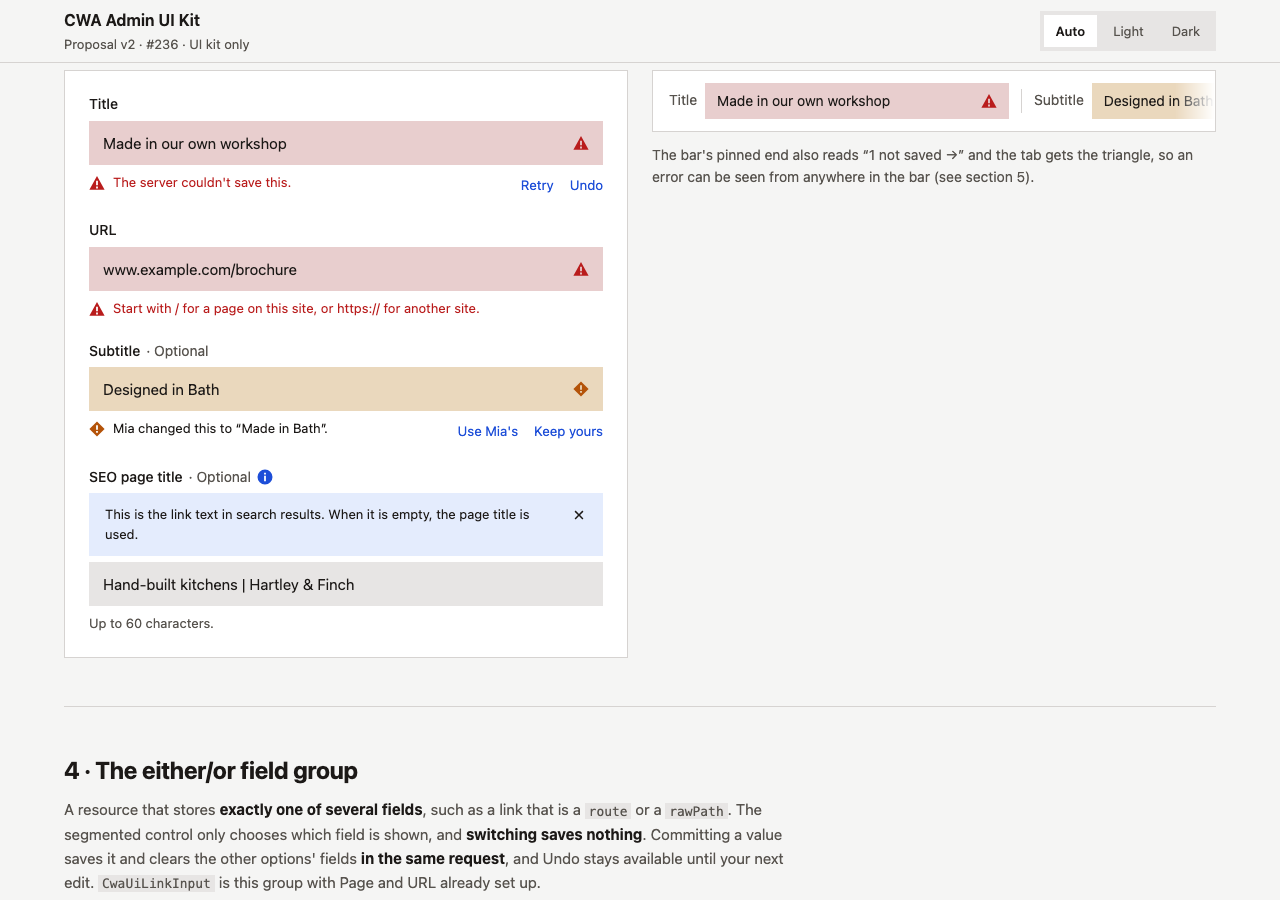 CWA Admin UI Kit
Proposal v2 · #236 · UI kit only
Auto
Light
Dark
Title
Made in our own workshop
The server couldn't save this.
Retry
Undo
URL
www.example.com/brochure
Start with / for a page on this site, or https:// for another site.
Subtitle · Optional
Designed in Bath
Mia changed this to “Made in Bath”.
Use Mia's
Keep yours
SEO page title · Optional
This is the link text in search results. When it is empty, the page title is
used.
Hand-built kitchens | Hartley & Finch
Up to 60 characters.
Title
Made in our own workshop
Subtitle
Designed in Bath
The bar's pinned end also reads “1 not saved →” and the tab gets the triangle, so an
error can be seen from anywhere in the bar (see section 5).
4 · The either/or field group
A resource that stores exactly one of several fields, such as a link that is a route or a rawPath. The
segmented control only chooses which field is shown, and switching saves nothing. Committing a value
saves it and clears the other options' fields in the same request, and Undo stays available until your next
edit. CwaUiLinkInput is this group with Page and URL already set up.